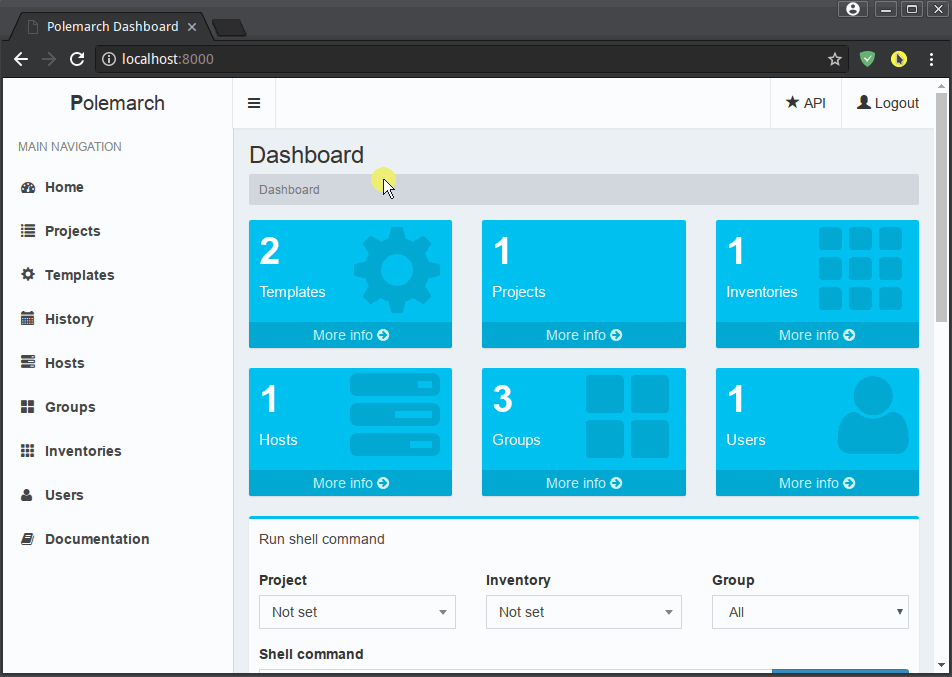 Polemarch Dashboard
localhost:8000
Polemarch
API
Logout
MAIN NAVIGATION
Home
Projects
Templates
History
Hosts
Groups
Inventories
Users
Documentation
Dashboard
Dashboard
2
Templates
More info
1
Projects
More info
1
Inventories
More info
1
Hosts
More info
3
Groups
More info
1
Users
More info
Run shell command
Project
Inventory
Group
Not set
Not set
All
Shell command